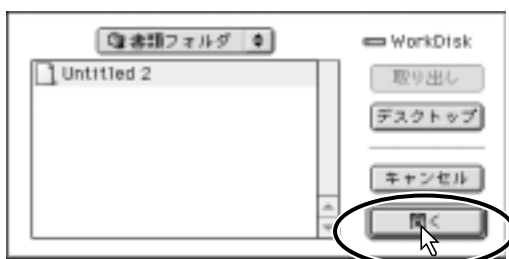 書類フォルダ
WorkDisk
Untitled 2
取り出し
デスクトップ
キャンセル
開く